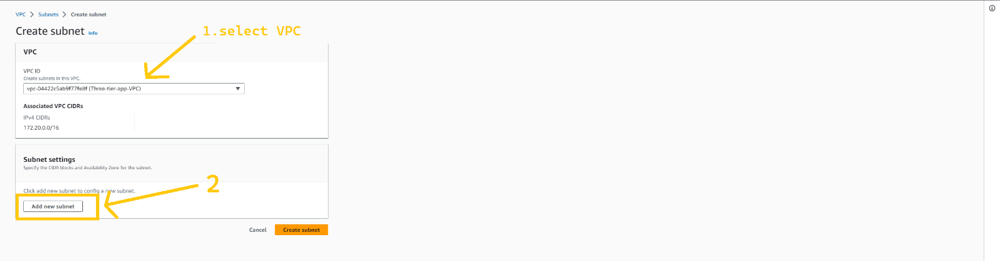 VPC > Subnets > Create subnet
Create subnet Info
1.select VPC
VPC
VPC ID
Create subnets in this VPC.
vpc-04422c5ab9f77fe8f (Three-tier-app-VPC)
Associated VPC CIDRs
IPv4 CIDRs
172.20.0.0/16
Subnet settings
Specify the CIDR blocks and Availability Zone for the subnet.
2
Click add new subnet to config a new subnet.
Add new subnet
Cancel Create subnet